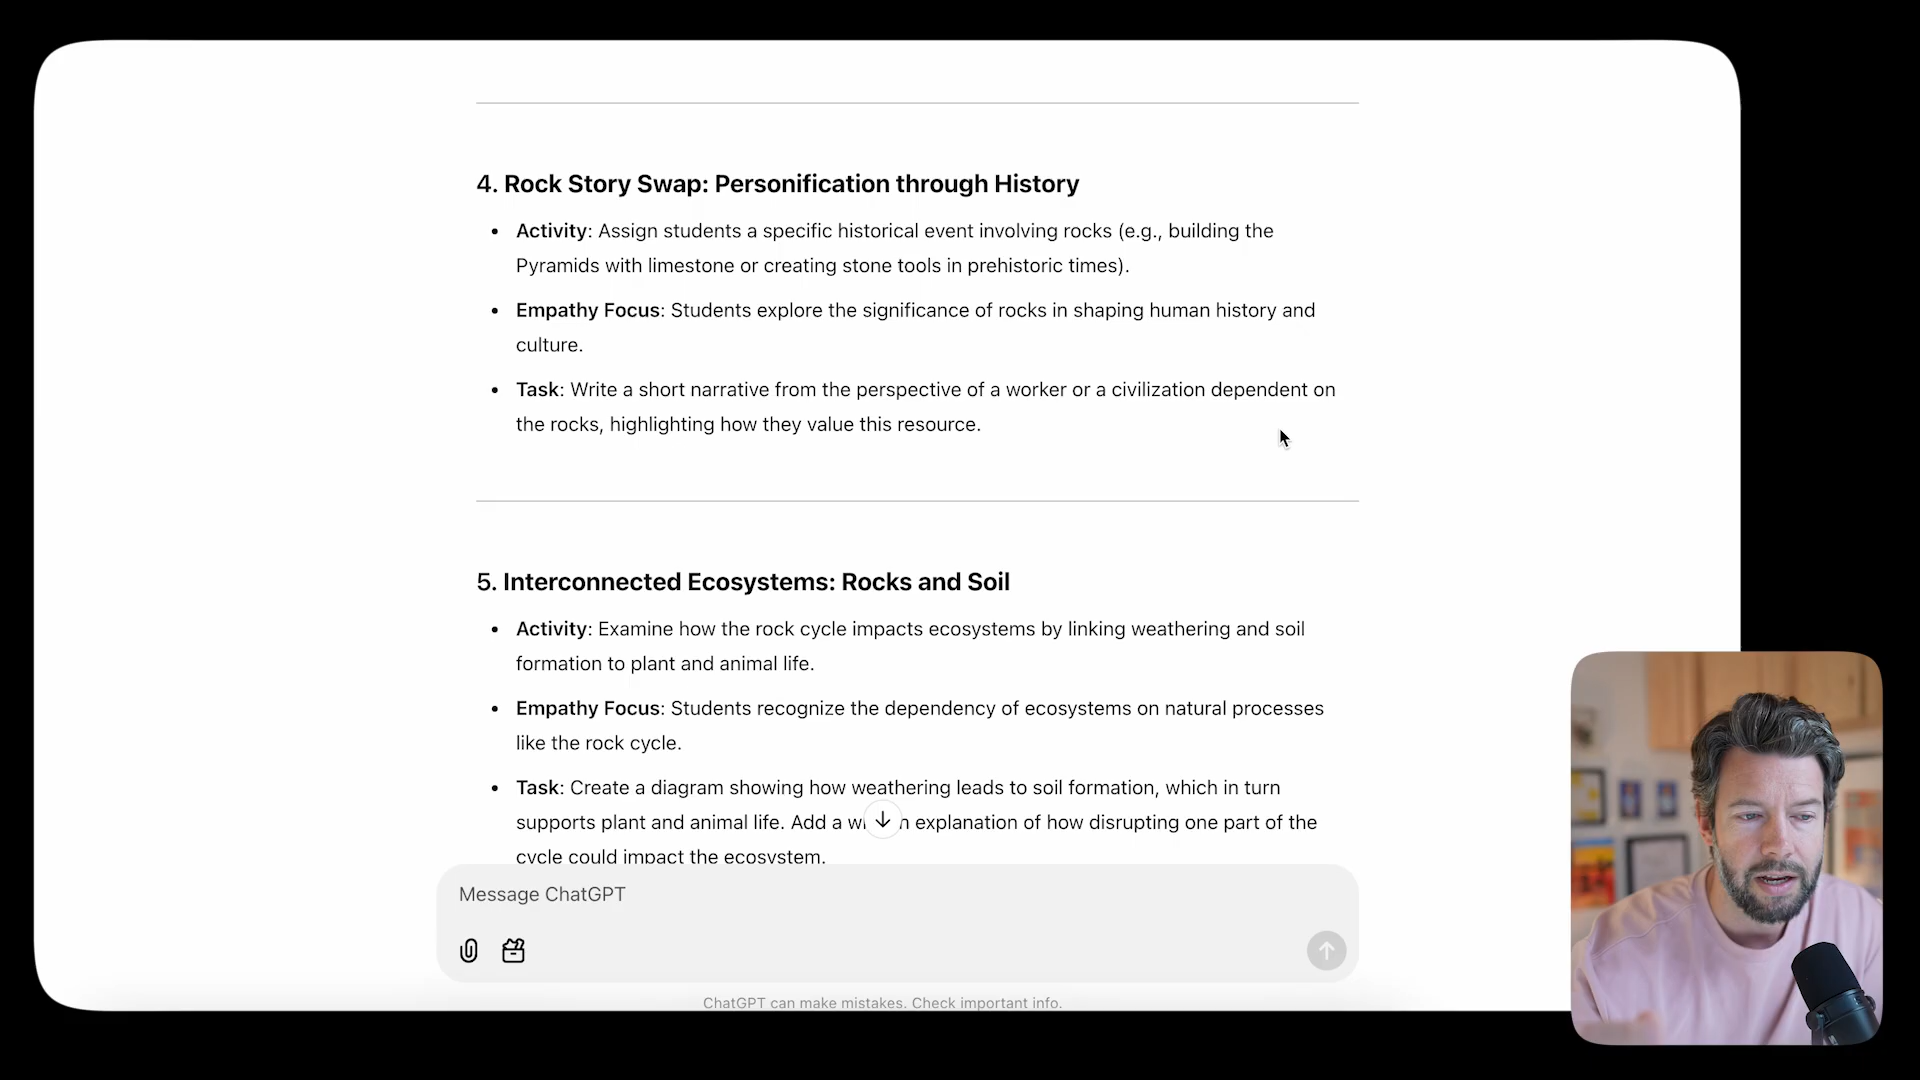 4. Rock Story Swap: Personification through History
• Activity: Assign students a specific historical event involving rocks (e.g., building the
Pyramids with limestone or creating stone tools in prehistoric times).
• Empathy Focus: Students explore the significance of rocks in shaping human history and
culture.
• Task: Write a short narrative from the perspective of a worker or a civilization dependent on
the rocks, highlighting how they value this resource.
5. Interconnected Ecosystems: Rocks and Soil
• Activity: Examine how the rock cycle impacts ecosystems by linking weathering and soil
formation to plant and animal life.
• Empathy Focus: Students recognize the dependency of ecosystems on natural processes
like the rock cycle.
• Task: Create a diagram showing how weathering leads to soil formation, which in turn
supports plant and animal life. Add a explanation of how disrupting one part of the
cycle could impact the ecosystem.
Message ChatGPT
ChatGPT can make mistakes. Check important info.